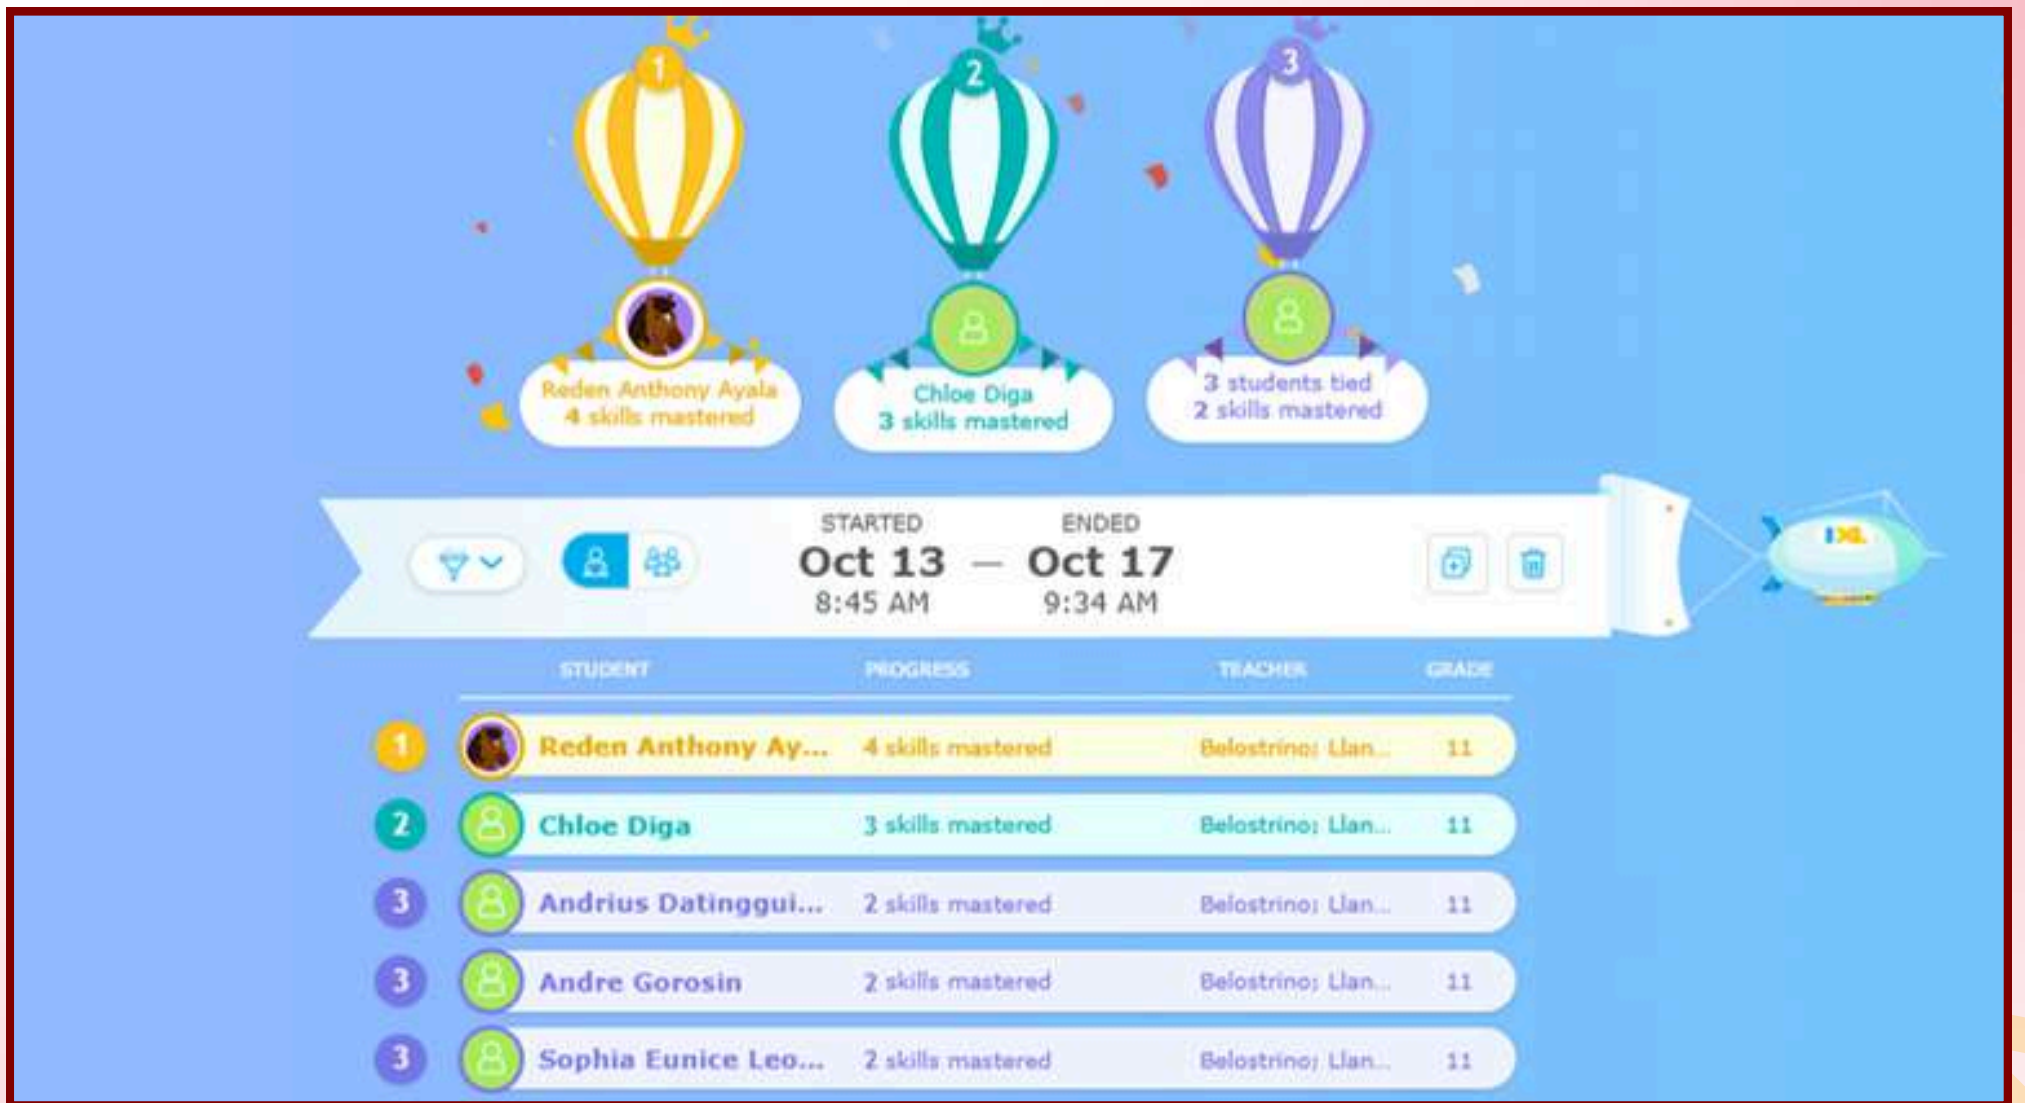 1
2
3
Reden Anthony Ayala
4 skills mastered
Chloe Diga
3 skills mastered
3 students tied
2 skills mastered
STARTED
Oct 13
8:45 AM
—
ENDED
Oct 17
9:34 AM
IXL
STUDENT PROGRESS TEACHER GRADE
1 Reden Anthony Ay... 4 skills mastered Belostrino; Llan... 11
2 Chloe Diga 3 skills mastered Belostrino; Llan... 11
3 Andrius Datinggui... 2 skills mastered Belostrino; Llan... 11
3 Andre Gorosin 2 skills mastered Belostrino; Llan... 11
3 Sophia Eunice Leo... 2 skills mastered Belostrino; Llan... 11